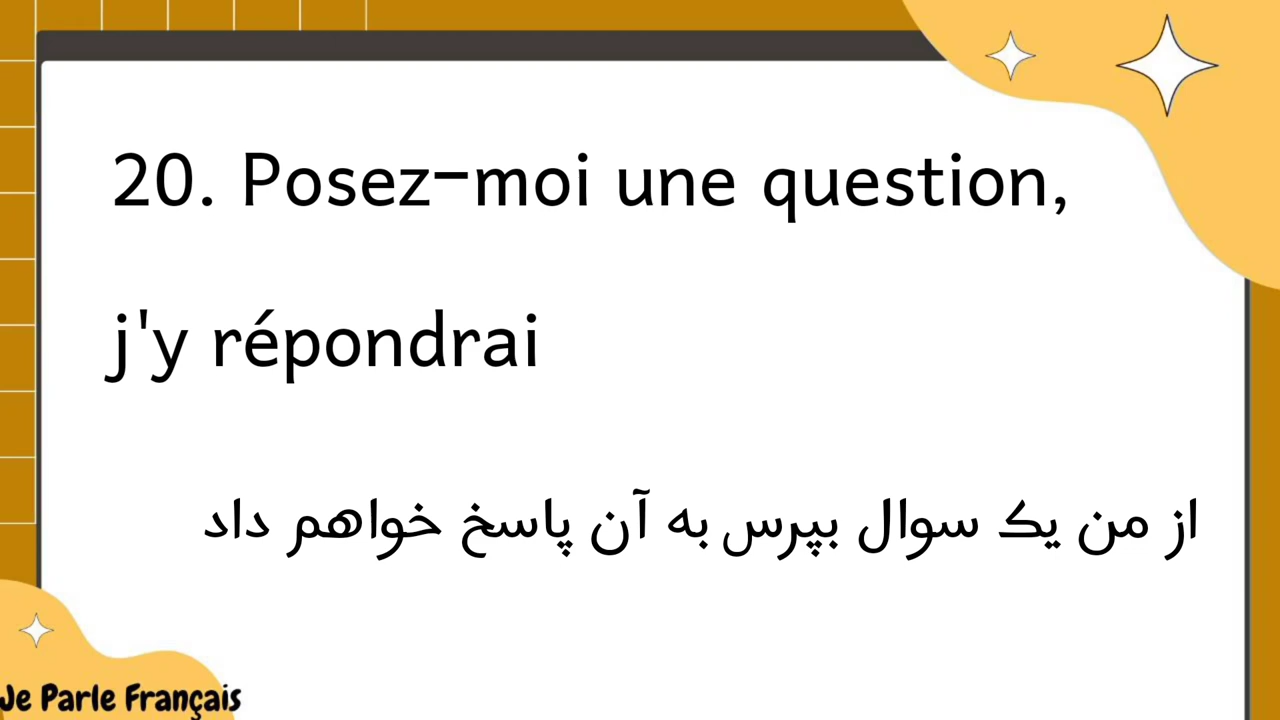 20. Posez-moi une question,
j'y répondrai
از من یک سوال بپرس به آن پاسخ خواهم داد
Je Parle Français